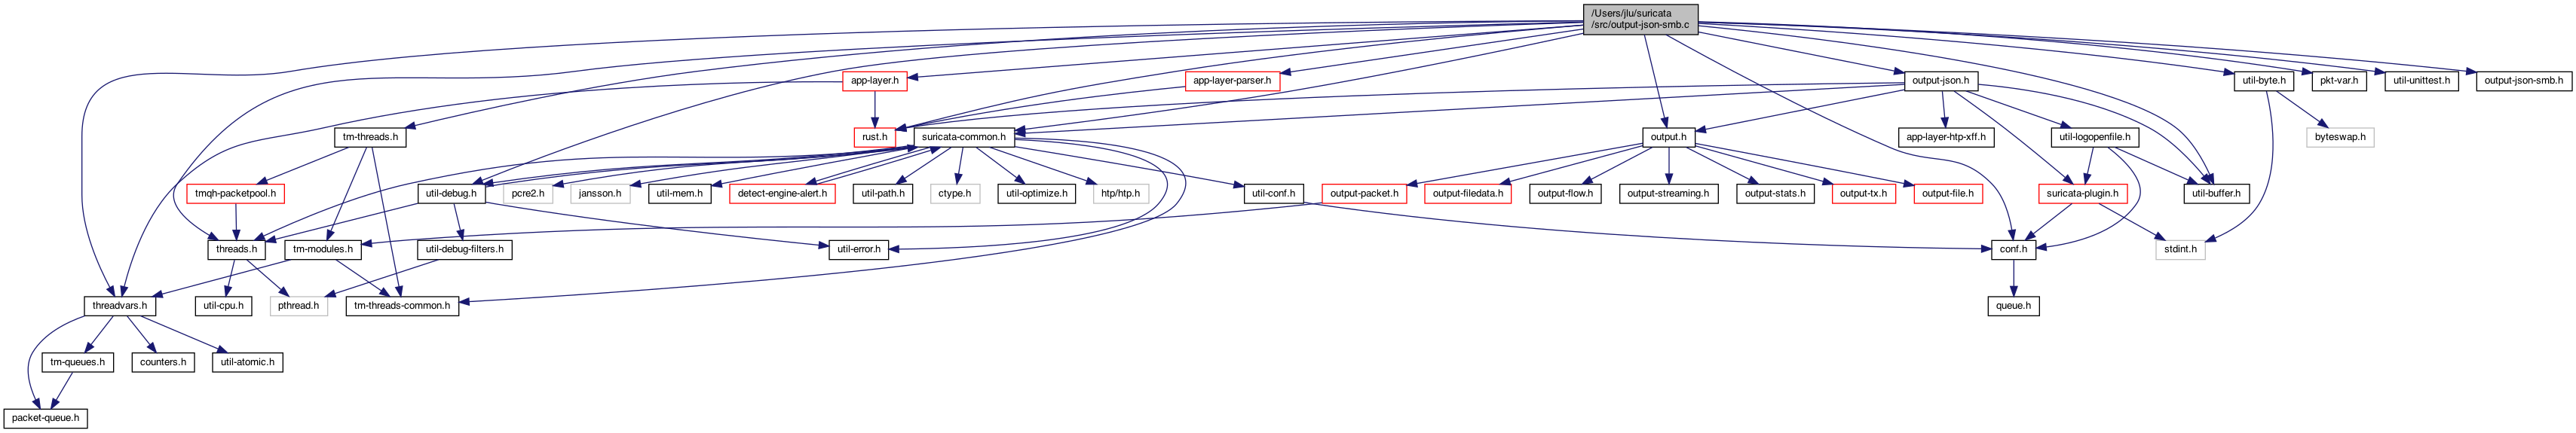 /Users/jlu/suricata
/src/output-json-smb.c
app-layer.h
app-layer-parser.h
output-json.h
util-byte.h
pkt-var.h
util-unittest.h
output-json-smb.h
tm-threads.h
rust.h
suricata-common.h
output.h
app-layer-htp-xff.h
util-logopenfile.h
byteswap.h
tmqh-packetpool.h
util-debug.h
pcre2.h
jansson.h
util-mem.h
detect-engine-alert.h
util-path.h
ctype.h
util-optimize.h
htp/htp.h
util-conf.h
output-packet.h
output-filedata.h
output-flow.h
output-streaming.h
output-stats.h
output-tx.h
output-file.h
suricata-plugin.h
util-buffer.h
threads.h
tm-modules.h
util-debug-filters.h
util-error.h
conf.h
stdint.h
threadvars.h
util-cpu.h
pthread.h
tm-threads-common.h
queue.h
tm-queues.h
counters.h
util-atomic.h
packet-queue.h